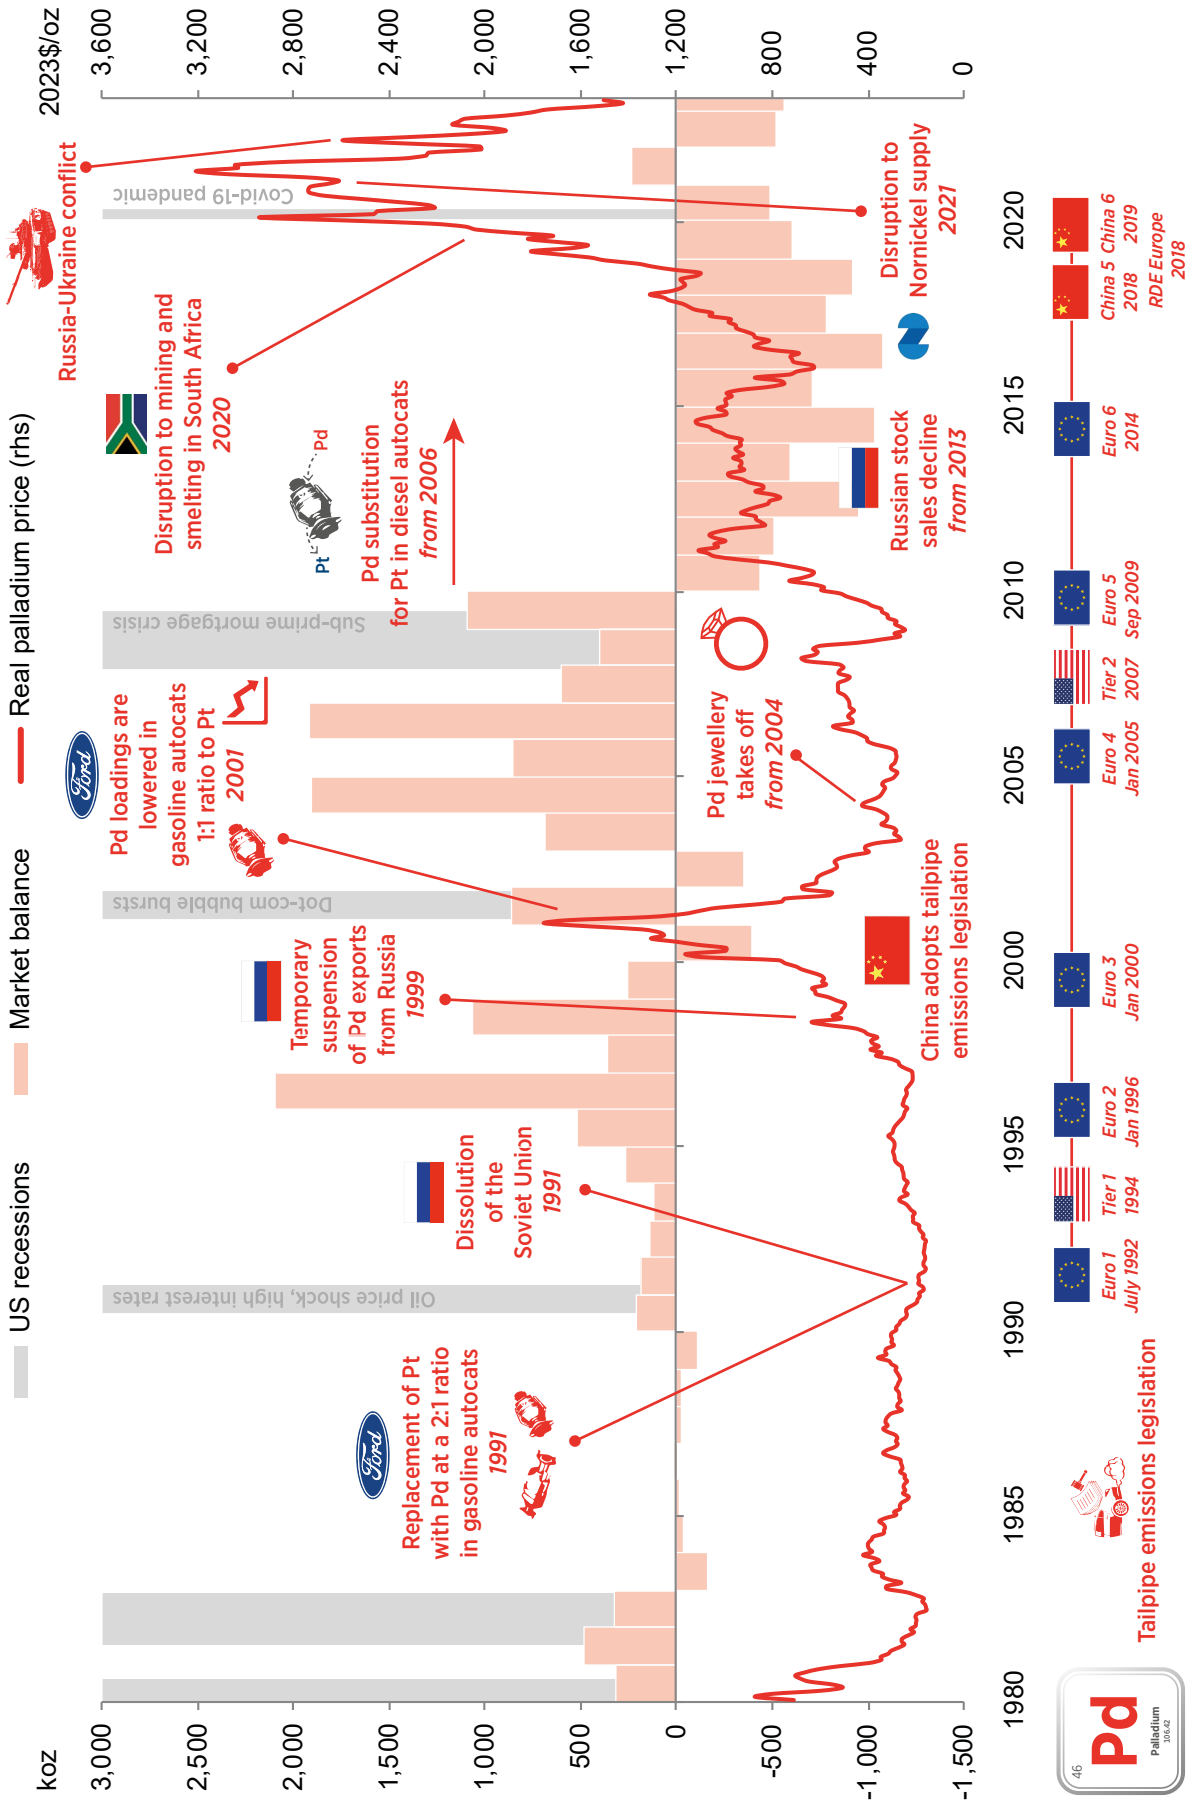 US recessions
Market balance
Real palladium price (rhs)
koz
2023$/oz
3,000
2,500
2,000
1,500
1,000
500
0
-500
-1,000
-1,500
3,600
3,200
2,800
2,400
2,000
1,600
1,200
800
400
0
Oil price shock, high interest rates
Dot-com bubble bursts
Sub-prime mortgage crisis
Covid-19 pandemic
Ford
Replacement of Pt
with Pd at a 2:1 ratio
in gasoline autocats
1991
Dissolution
of the
Soviet Union
1991
Temporary
suspension
of Pd exports
from Russia
1999
Ford
Pd loadings are
lowered in
gasoline autocats
1:1 ratio to Pt
2001
Pt
Pd
Pd substitution
for Pt in diesel autocats
from 2006
Disruption to mining and
smelting in South Africa
2020
Russia-Ukraine conflict
China adopts tailpipe
emissions legislation
Pd jewellery
takes off
from 2004
Russian stock
sales decline
from 2013
Disruption to
Nornickel supply
2021
1980
1985
1990
1995
2000
2005
2010
2015
2020
46
Pd
Palladium
106.42
Tailpipe emissions legislation
Euro 1
July 1992
Tier 1
1994
Euro 2
Jan 1996
Euro 3
Jan 2000
Euro 4
Jan 2005
Tier 2
2007
Euro 5
Sep 2009
Euro 6
2014
China 5
2018
China 6
2019
RDE Europe
2018